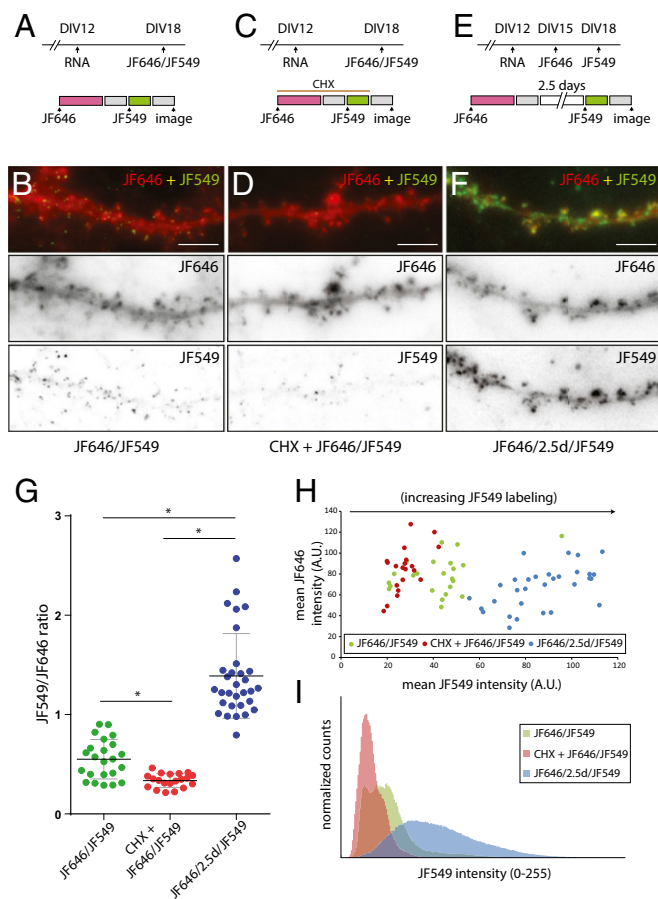 A
DIV12 DIV18
RNA JF646/JF549
JF646 JF549 image
C
DIV12 DIV18
RNA JF646/JF549
CHX
JF646 JF549 image
E
DIV12 DIV15 DIV18
RNA JF646 JF549
2.5 days
JF646 JF549 image
B
JF646 + JF549
JF646
JF549
JF646/JF549
D
JF646 + JF549
JF646
JF549
CHX + JF646/JF549
F
JF646 + JF549
JF646
JF549
JF646/2.5d/JF549
G
JF549/JF646 ratio
3
2
1
0
* 
*
*
JF646/JF549
CHX +
JF646/JF549
JF646/2.5d/JF549
H
(increasing JF549 labeling)
mean JF646
intensity (A.U.)
140
120
100
80
60
40
20
0
JF646/JF549 CHX + JF646/JF549 JF646/2.5d/JF549
0 20 40 60 80 100 120
mean JF549 intensity (A.U.)
I
normalized counts
JF646/JF549
CHX + JF646/JF549
JF646/2.5d/JF549
JF549 intensity (0-255)